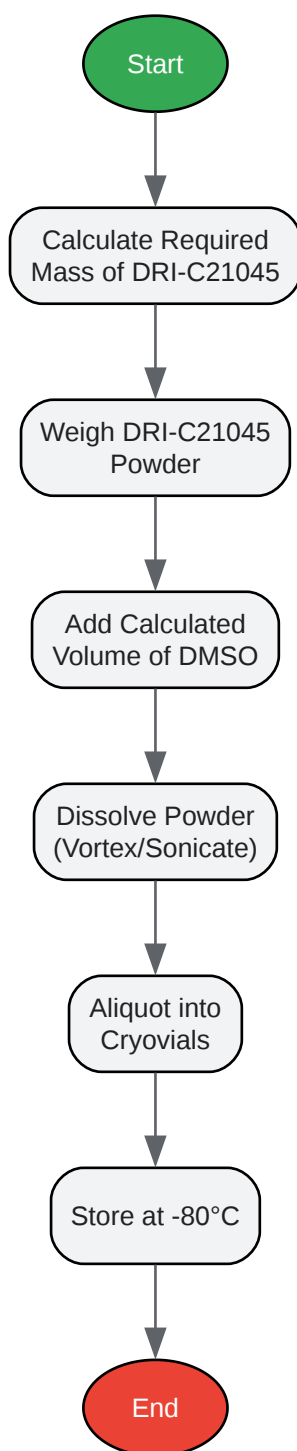 Start
Calculate Required
Mass of DRI-C21045
Weigh DRI-C21045
Powder
Add Calculated
Volume of DMSO
Dissolve Powder
(Vortex/Sonicate)
Aliquot into
Cryovials
Store at -80°C
End